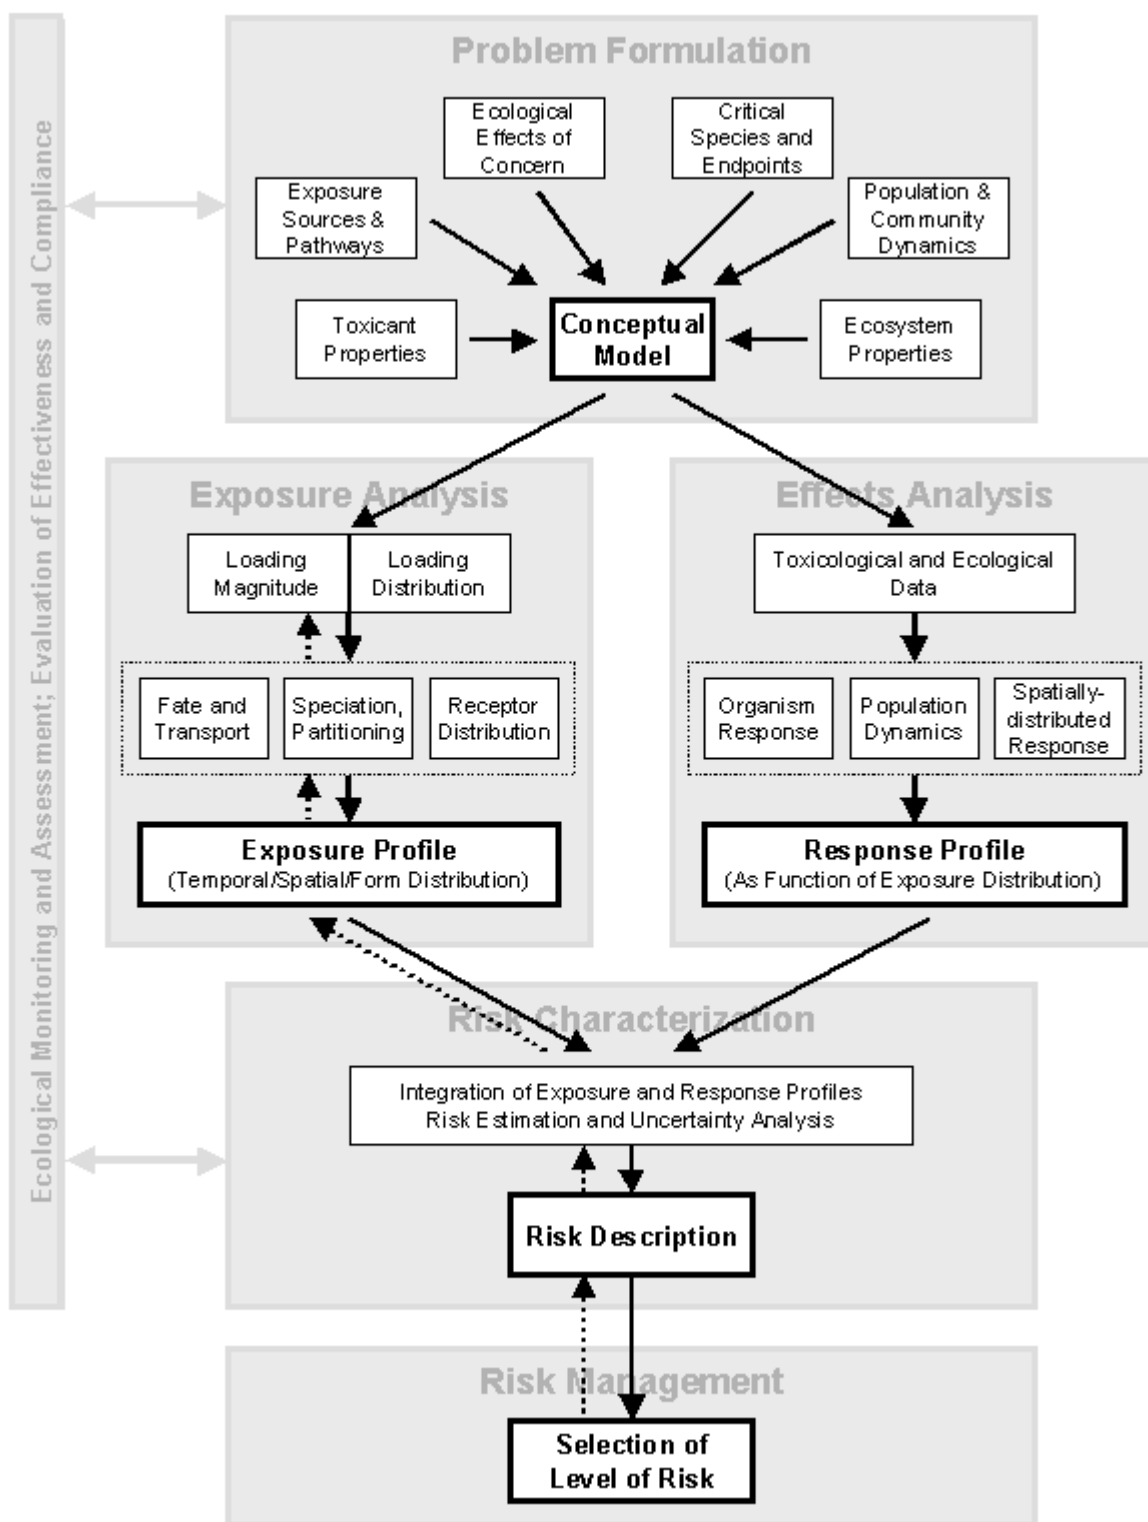 Ecological Monitoring and Assessment; Evaluation of Effectiveness and Compliance
Problem Formulation
Ecological
Effects of
Concern
Critical
Species and
Endpoints
Exposure
Sources &
Pathways
Population &
Community
Dynamics
Toxicant
Properties
Conceptual
Model
Ecosystem
Properties
Exposure Analysis
Loading
Magnitude
Loading
Distribution
Fate and
Transport
Speciation,
Partitioning
Receptor
Distribution
Exposure Profile
(Temporal/Spatial/Form Distribution)
Effects Analysis
Toxicological and Ecological
Data
Organism
Response
Population
Dynamics
Spatially-
distributed
Response
Response Profile
(As Function of Exposure Distribution)
Risk Characterization
Integration of Exposure and Response Profiles
Risk Estimation and Uncertainty Analysis
Risk Description
Risk Management
Selection of
Level of Risk